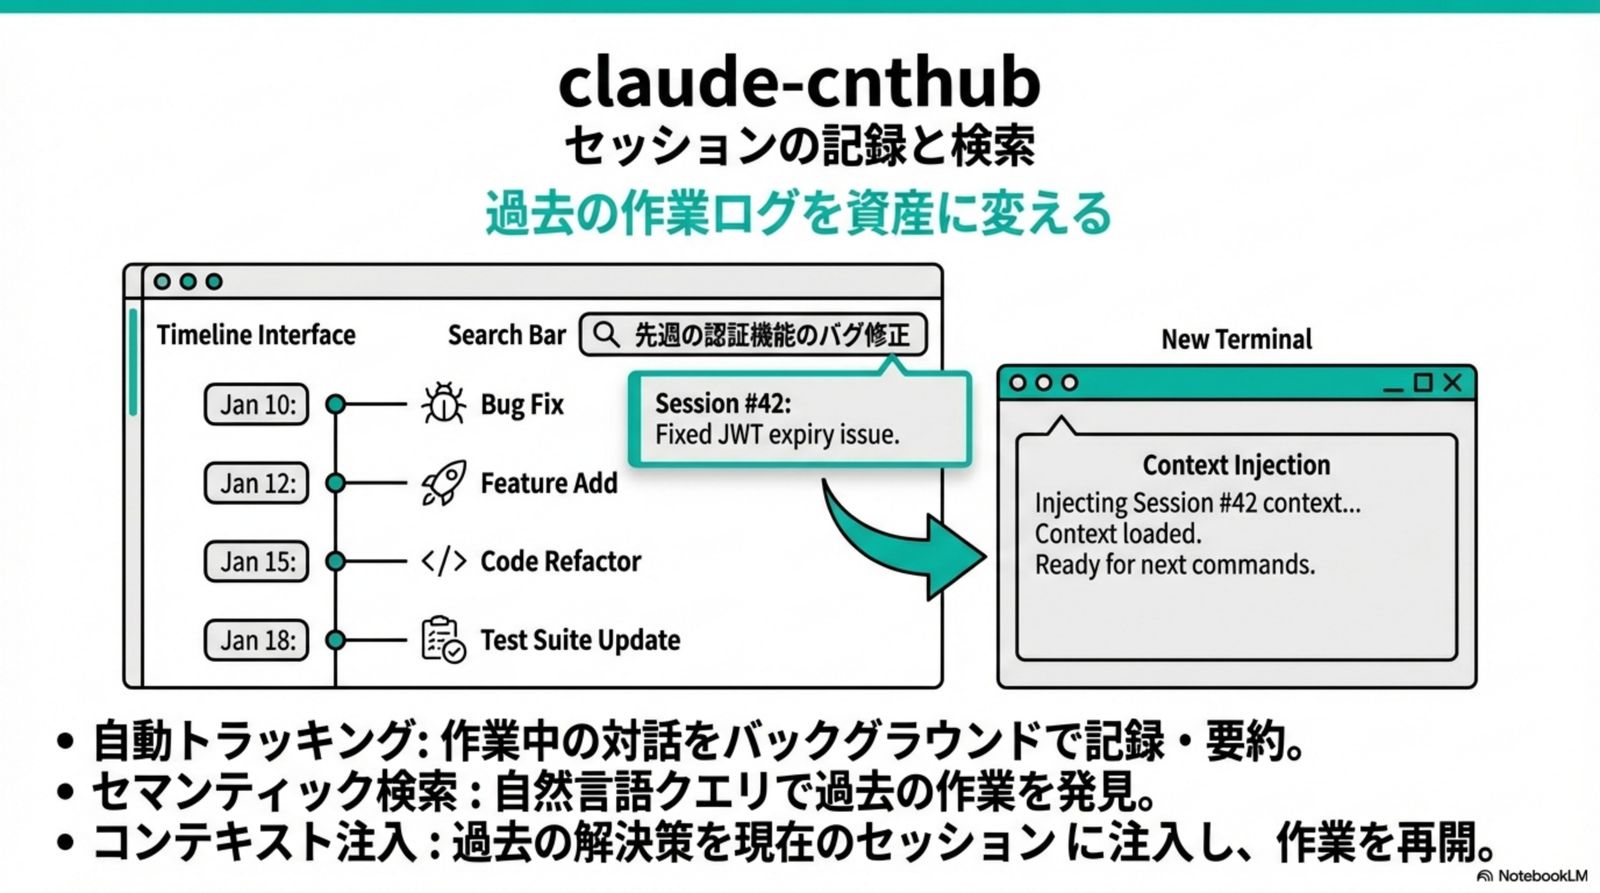 claude-cnthub
セッションの記録と検索
過去の作業ログを資産に変える
Timeline Interface
Search Bar
先週の認証機能のバグ修正
Session #42:
Fixed JWT expiry issue.
Jan 10:
Bug Fix
Jan 12:
Feature Add
Jan 15:
</> Code Refactor
Jan 18:
Test Suite Update
New Terminal
Context Injection
Injecting Session #42 context...
Context loaded.
Ready for next commands.
• 自動トラッキング: 作業中の対話をバックグラウンドで記録・要約。
• セマンティック検索 : 自然言語クエリで過去の作業を発見。
• コンテキスト注入 : 過去の解決策を現在のセッションに注入し、作業を再開。
NotebookLM